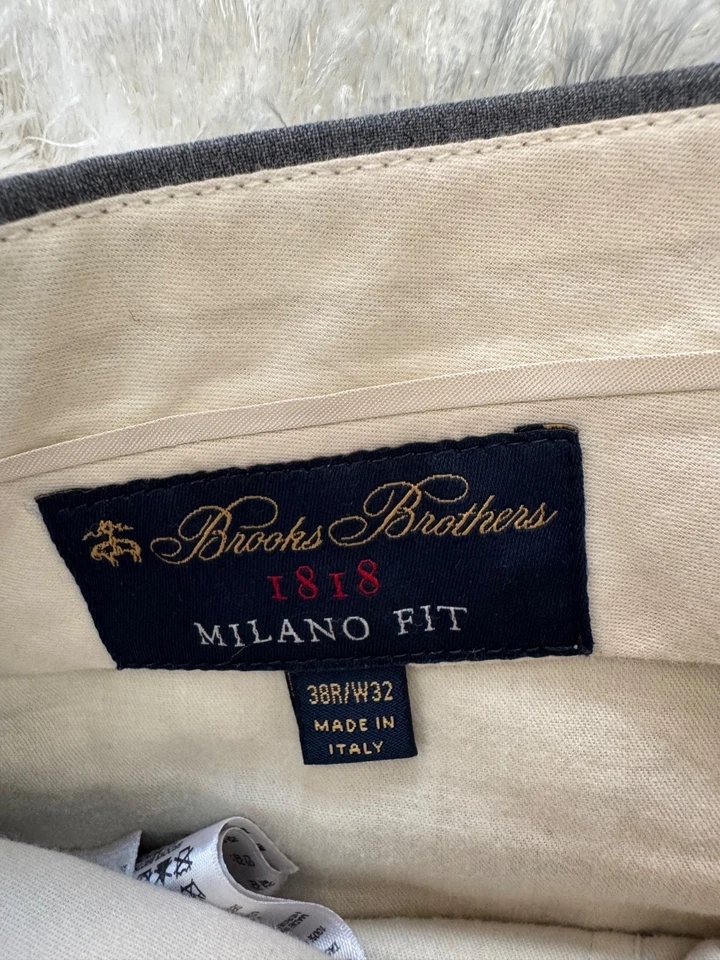 Brooks Brothers
1818
MILANO FIT
38R/W32
MADE IN
ITALY